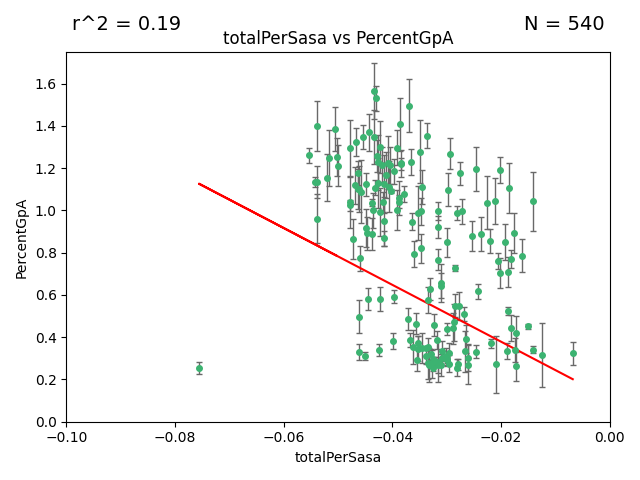 r^2 = 0.19
N = 540
totalPerSasa vs PercentGpA
PercentGpA
1.6
1.4
1.2
1.0
0.8
0.6
0.4
0.2
0.0
−0.10 −0.08 −0.06 −0.04 −0.02 0.00
totalPerSasa